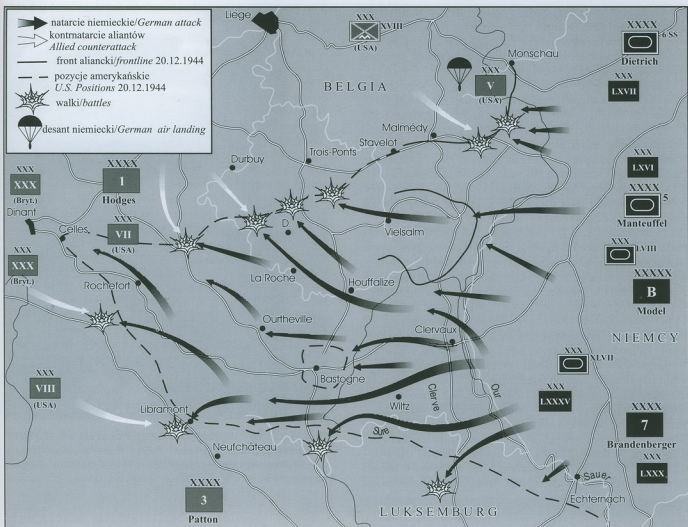 natarcie niemieckie/German attack
kontrnatarcie aliantów
Allied counterattack
front aliancki/frontline 20.12.1944
pozycje amerykańskie
U.S. Positions 20.12.1944
walki/battles
desant niemiecki/German air landing
Liege
XXX
XVIII
(USA)
BELGIA
Monschau
XXX
V
(USA)
XXXX
6 SS
Dietrich
XXX
LXVII
Malmédy
Stavelot
Trois-Ponts
Durbuy
XXX
LXVI
XXXX
5
Manteuffel
XXX
LVIII
XXXXX
B
Model
NIEMCY
XXX
XXX
(Bryt.)
XXXX
1
Hodges
Dinant
Celles
XXX
VII
(USA)
D.
Vielsalm
XXX
XXX
(Bryt.)
Rochefort
La Roche
Houffalize
Ourtheville
Clervaux
Bastogne
XXX
XLVII
XXX
VIII
(USA)
Libramont
Wiltz
Clerve
Our
XXX
LXXXV
Neufchâteau
Sûre
XXXX
7
Brandenberger
XXX
LXXX
Sauer
Echternach
XXXX
3
Patton
LUKSEMBURG